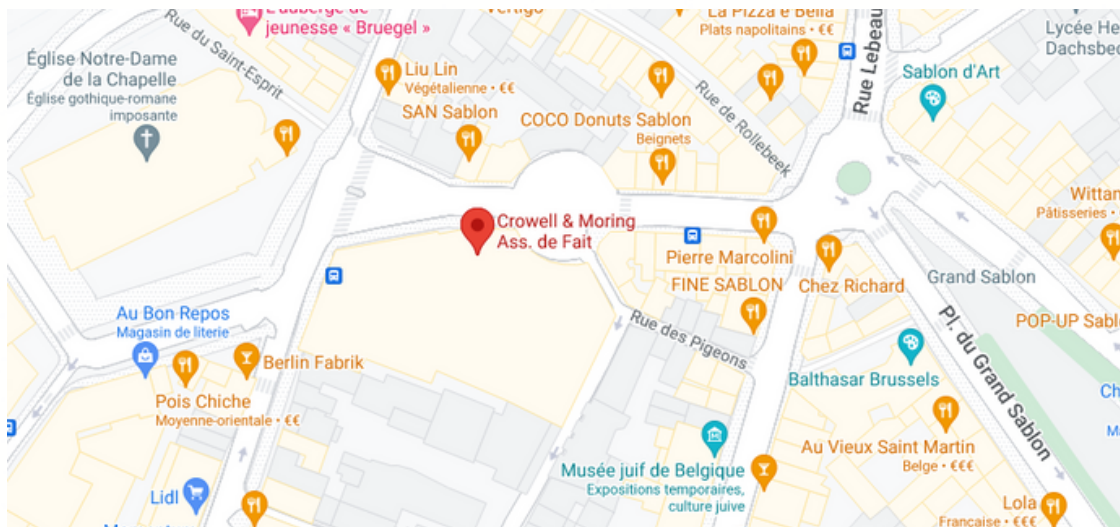 L'auberge de
jeunesse « Bruegel »
Vertigo
La Pizza è Bella
Plats napolitains • €€
Lycée He
Dachsbec
Rue du Saint-Esprit
Église Notre-Dame
de la Chapelle
Église gothique-romane
imposante
Liu Lin
Végétalienne • €€
SAN Sablon
COCO Donuts Sablon
Beignets
Rue de Rollebeek
Rue Lebeau
Sablon d'Art
Wittam
Pâtisseries •
Crowell & Moring
Ass. de Fait
Pierre Marcolini
FINE SABLON
Chez Richard
Grand Sablon
POP-UP Sablo
Pl. du Grand Sablon
Rue des Pigeons
Au Bon Repos
Magasin de literie
Berlin Fabrik
Pois Chiche
Moyenne-orientale • €€
Balthasar Brussels
Ch
Ma
Au Vieux Saint Martin
Belge • €€€
Musée juif de Belgique
Expositions temporaires,
culture juive
Lidl
Lola
Française • €€€